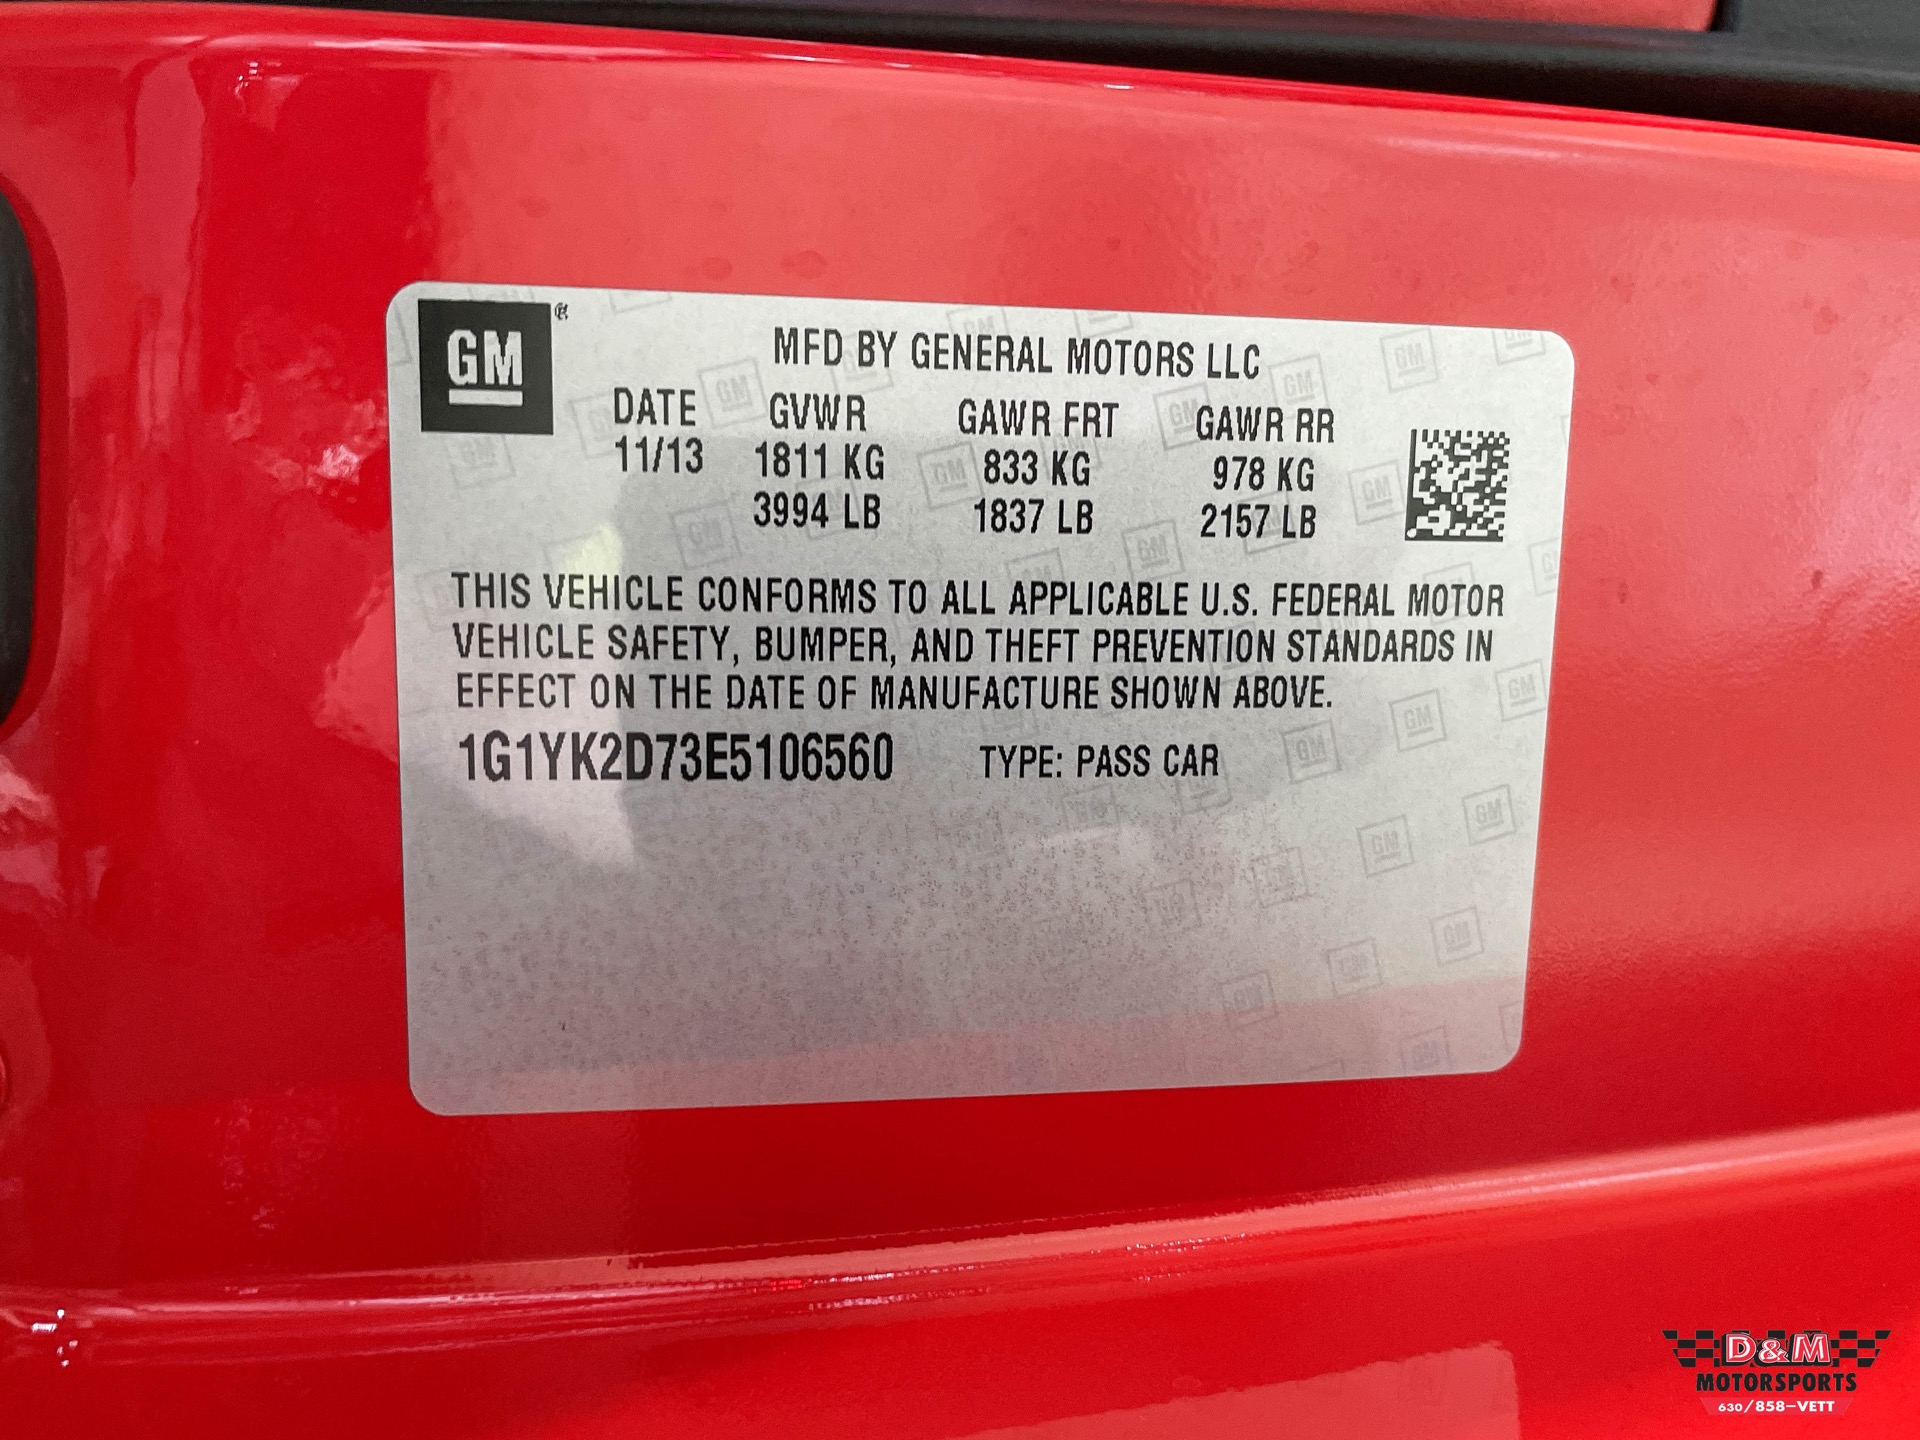 GM
MFD BY GENERAL MOTORS LLC
DATE GVWR GAWR FRT GAWR RR
11/13 1811 KG 833 KG 978 KG
3994 LB 1837 LB 2157 LB
THIS VEHICLE CONFORMS TO ALL APPLICABLE U.S. FEDERAL MOTOR
VEHICLE SAFETY, BUMPER, AND THEFT PREVENTION STANDARDS IN
EFFECT ON THE DATE OF MANUFACTURE SHOWN ABOVE.
1G1YK2D73E5106560 TYPE: PASS CAR
D&M
MOTORSPORTS
630/858-VETT